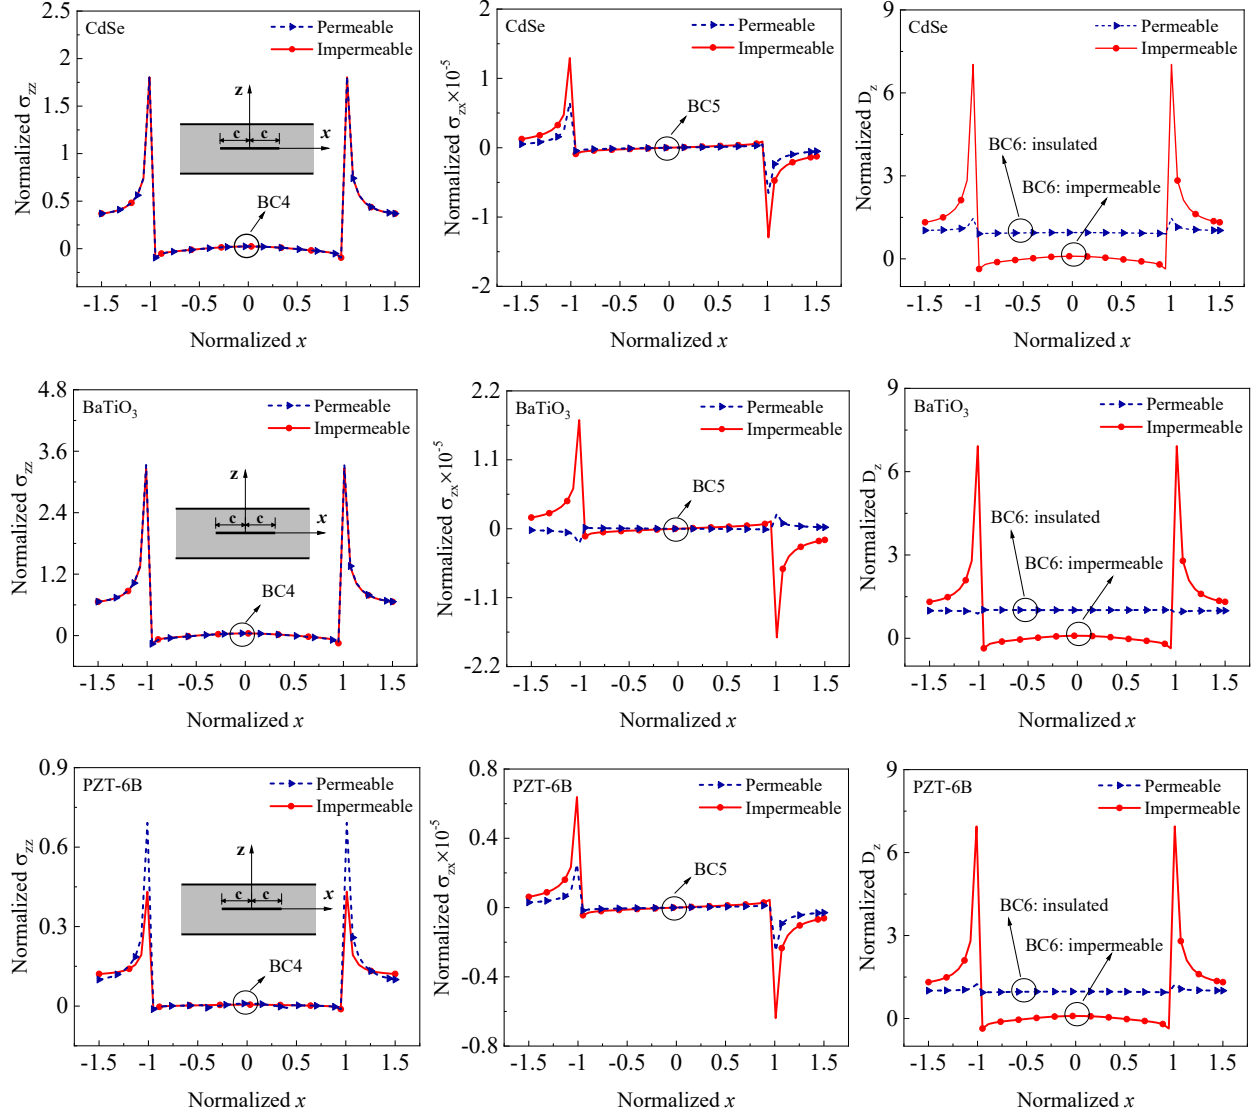 CdSe
Permeable
Impermeable
2.5
2
1.5
1
0.5
0
Normalized σzz
z
c
c
x
BC4
-1.5 -1 -0.5 0 0.5 1 1.5
Normalized x
CdSe
Permeable
Impermeable
2
1
0
-1
-2
Normalized σzx×10-5
BC5
-1.5 -1 -0.5 0 0.5 1 1.5
Normalized x
CdSe
Permeable
Impermeable
9
6
3
0
Normalized Dz
BC6: insulated
BC6: impermeable
-1.5 -1 -0.5 0 0.5 1 1.5
Normalized x
BaTiO3
Permeable
Impermeable
4.8
3.6
2.4
1.2
0
Normalized σzz
z
c
c
x
BC4
-1.5 -1 -0.5 0 0.5 1 1.5
Normalized x
BaTiO3
Permeable
Impermeable
2.2
1.1
0
-1.1
-2.2
Normalized σzx×10-5
BC5
-1.5 -1 -0.5 0 0.5 1 1.5
Normalized x
BaTiO3
Permeable
Impermeable
9
6
3
0
Normalized Dz
BC6: insulated
BC6: impermeable
-1.5 -1 -0.5 0 0.5 1 1.5
Normalized x
PZT-6B
Permeable
Impermeable
0.9
0.6
0.3
0
Normalized σzz
z
c
c
x
BC4
-1.5 -1 -0.5 0 0.5 1 1.5
Normalized x
PZT-6B
Permeable
Impermeable
0.8
0.4
0
-0.4
-0.8
Normalized σzx×10-5
BC5
-1.5 -1 -0.5 0 0.5 1 1.5
Normalized x
PZT-6B
Permeable
Impermeable
9
6
3
0
Normalized Dz
BC6: insulated
BC6: impermeable
-1.5 -1 -0.5 0 0.5 1 1.5
Normalized x